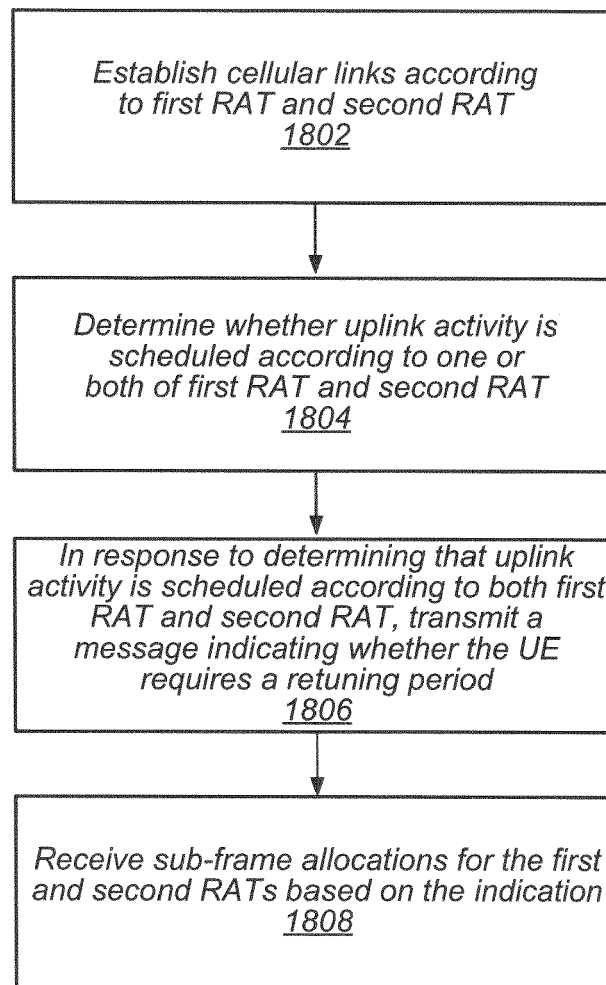 Establish cellular links according
to first RAT and second RAT
1802
Determine whether uplink activity is
scheduled according to one or
both of first RAT and second RAT
1804
In response to determining that uplink
activity is scheduled according to both first
RAT and second RAT, transmit a
message indicating whether the UE
requires a retuning period
1806
Receive sub-frame allocations for the first
and second RATs based on the indication
1808